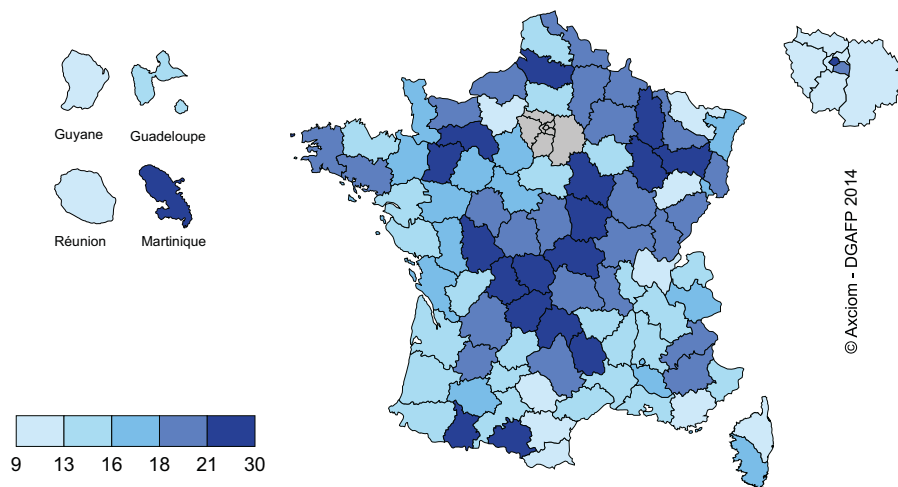 Guyane
Guadeloupe
Réunion
Martinique
9 13 16 18 21 30
© Axciom - DGAFP 2014